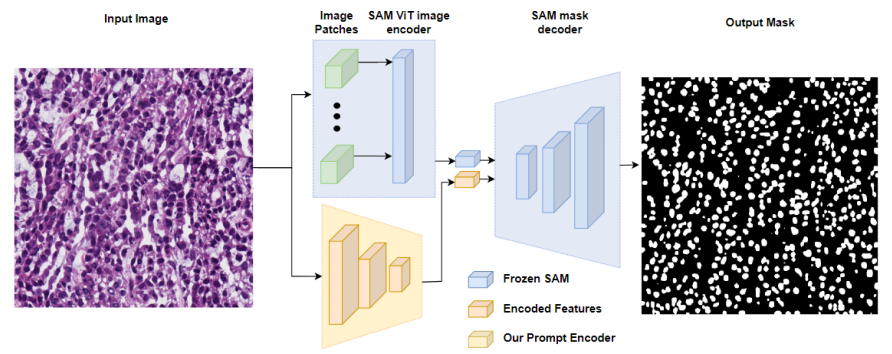 Input Image
Image
Patches
SAM ViT image
encoder
SAM mask
decoder
Output Mask
Frozen SAM
Encoded Features
Our Prompt Encoder